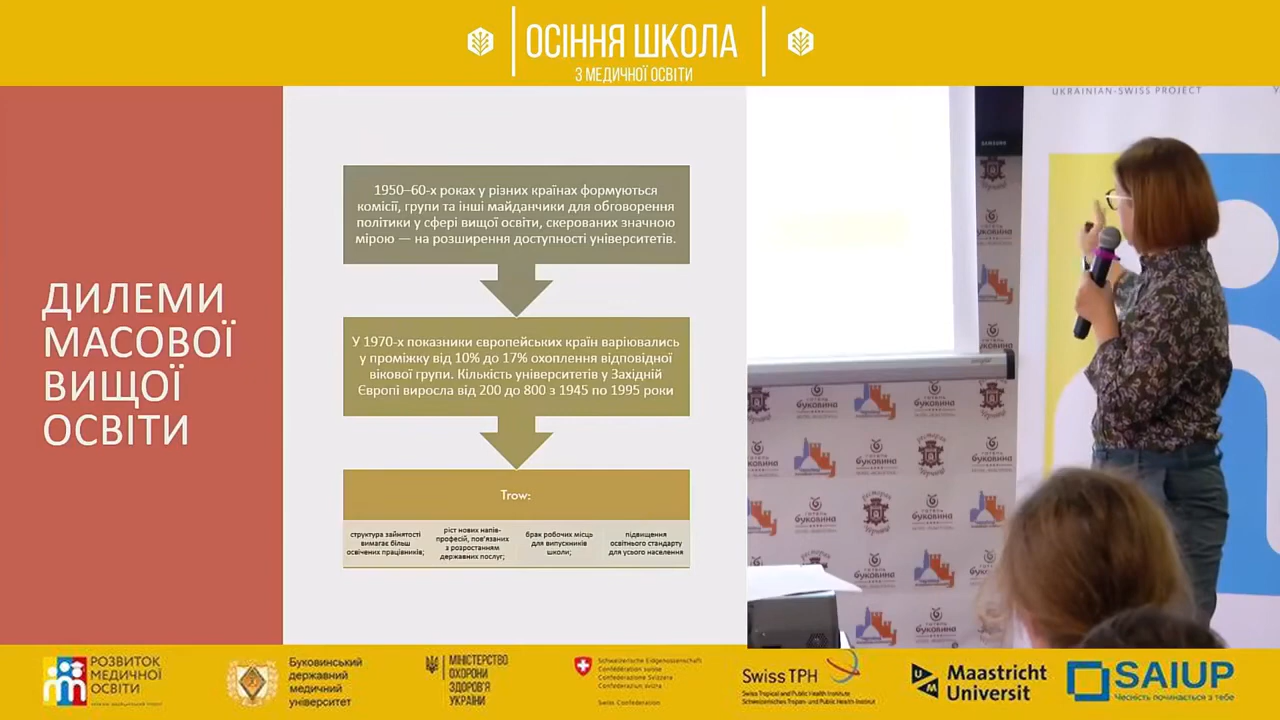 ОСІННЯ ШКОЛА
З МЕДИЧНОЇ ОСВІТИ
UKRAINIAN-SWISS PROJECT
SAMSUNG
ДИЛЕМИ
МАСОВОЇ
ВИЩОЇ
ОСВІТИ
1950–60-х роках у різних країнах формуються
комісії, групи та інші майданчики для обговорення
політики у сфері вищої освіти, скерованих значною
мірою — на розширення доступності університетів.
У 1970-х показники європейських країн варіювались
у проміжку від 10% до 17% охоплення відповідної
вікової групи. Кількість університетів у Західній
Європі виросла від 200 до 800 з 1945 по 1995 роки
Trow:
структура зайнятості
вимагає більш
освічених працівників;
ріст нових напів-
професій, пов'язаних
з розростанням
державних послуг;
брак робочих місць
для випускників
школи;
підвищення
освітнього стандарту
для усього населення
готель
буковина
РОЗВИТОК
МЕДИЧНОЇ
ОСВІТИ
Буковинський
державний
медичний
університет
МІНІСТЕРСТВО
ОХОРОНИ
ЗДОРОВ'Я
УКРАЇНИ
Schweizerische Eidgenossenschaft
Confédération suisse
Confederazione Svizzera
Confederaziun svizra
Swiss Confederation
Swiss TPH
Swiss Tropical and Public Health Institute
Schweizerisches Tropen- und Public Health-Institut
UM
Maastricht
Universit
SAIUP
Чесність починається з тебе